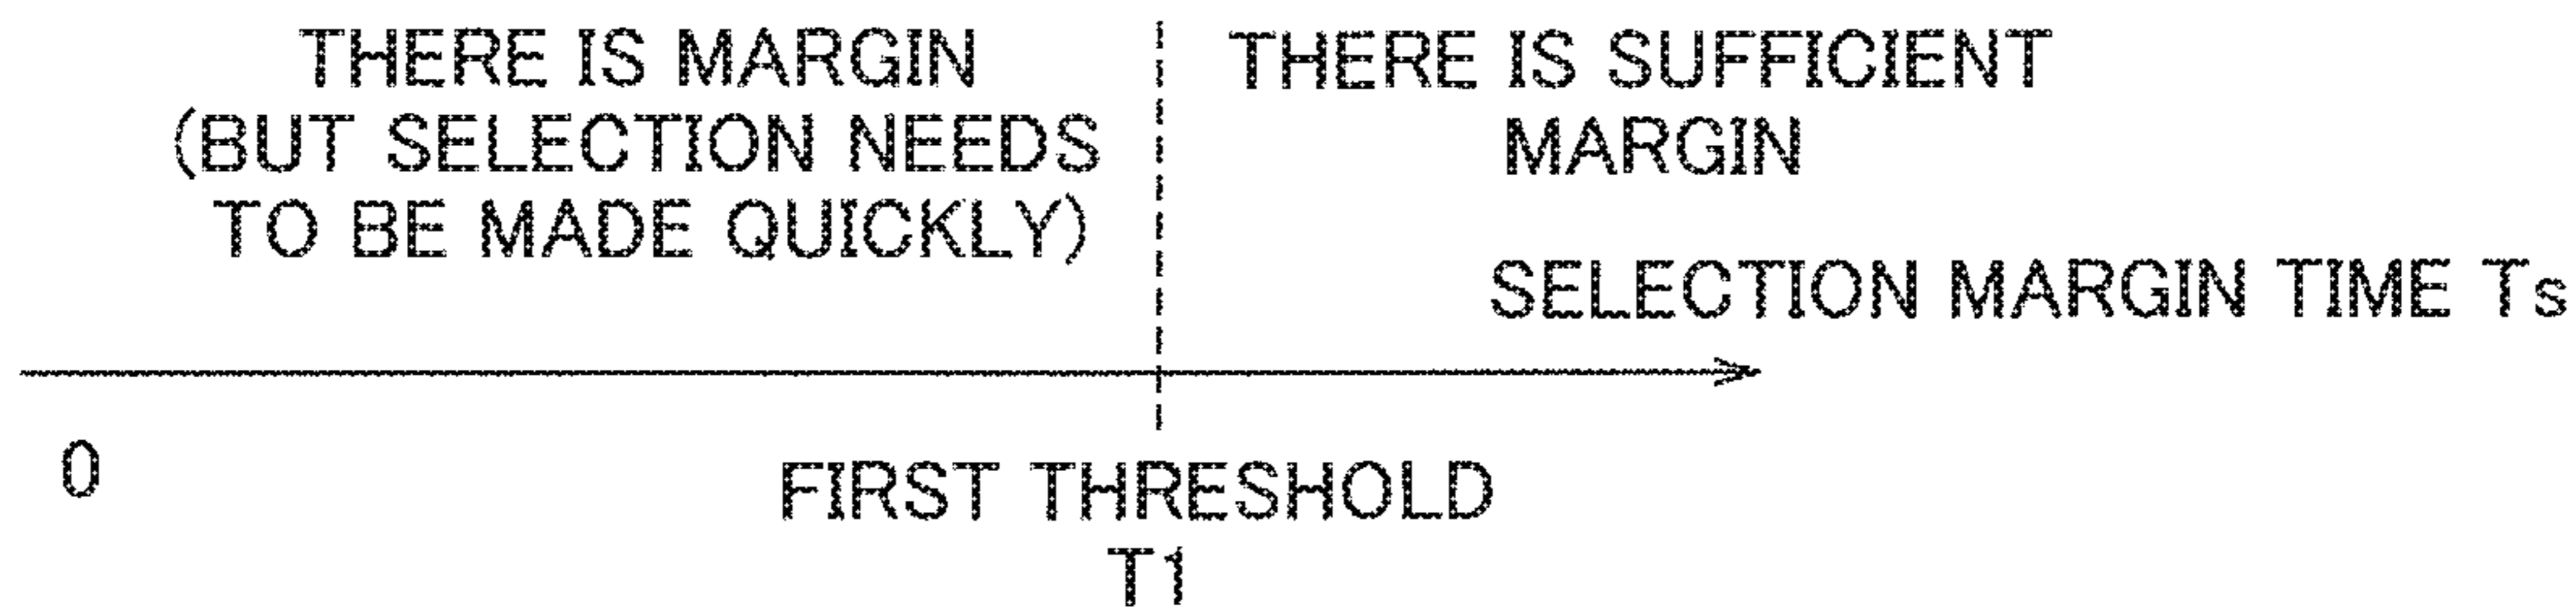 THERE IS MARGIN
(BUT SELECTION NEEDS
TO BE MADE QUICKLY)
THERE IS SUFFICIENT
MARGIN
SELECTION MARGIN TIME Ts
0
FIRST THRESHOLD
T1